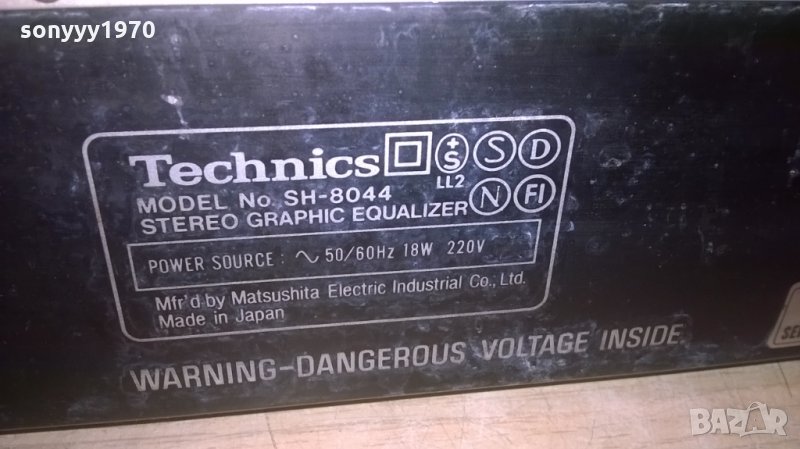 sonyyy1970
Technics
+
S
S D
LL2
MODEL No. SH-8044
N FI
STEREO GRAPHIC EQUALIZER
POWER SOURCE : ∿ 50/60Hz 18W 220V
Mfr'd by Matsushita Electric Industrial Co., Ltd.
Made in Japan
WARNING-DANGEROUS VOLTAGE INSIDE
BAZAR